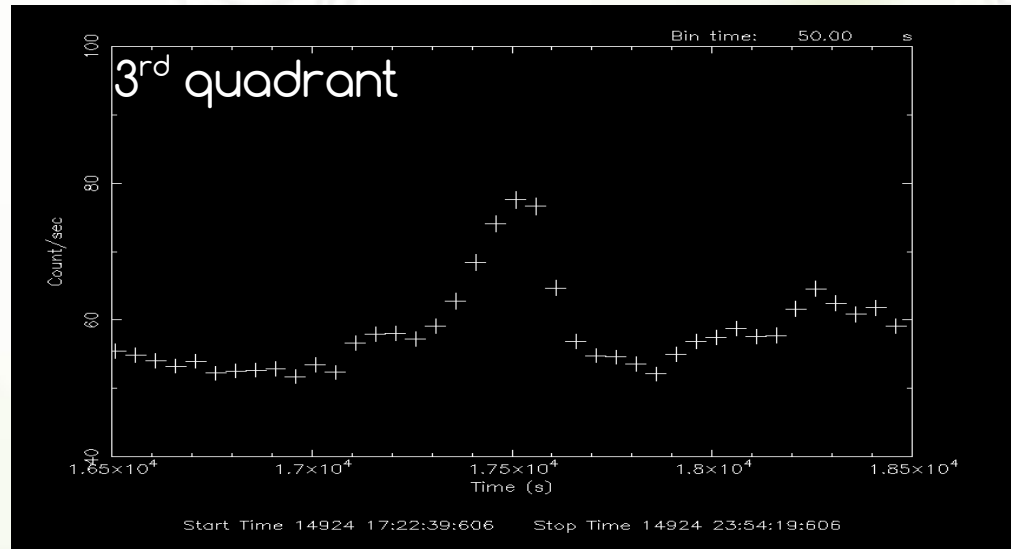 Bin time: 50.00 s
3rd quadrant
100
80
60
40
Count/sec
1.65×10⁴ 1.7×10⁴ 1.75×10⁴ 1.8×10⁴ 1.85×10⁴
Time (s)
Start Time 14924 17:22:39:606 Stop Time 14924 23:54:19:606